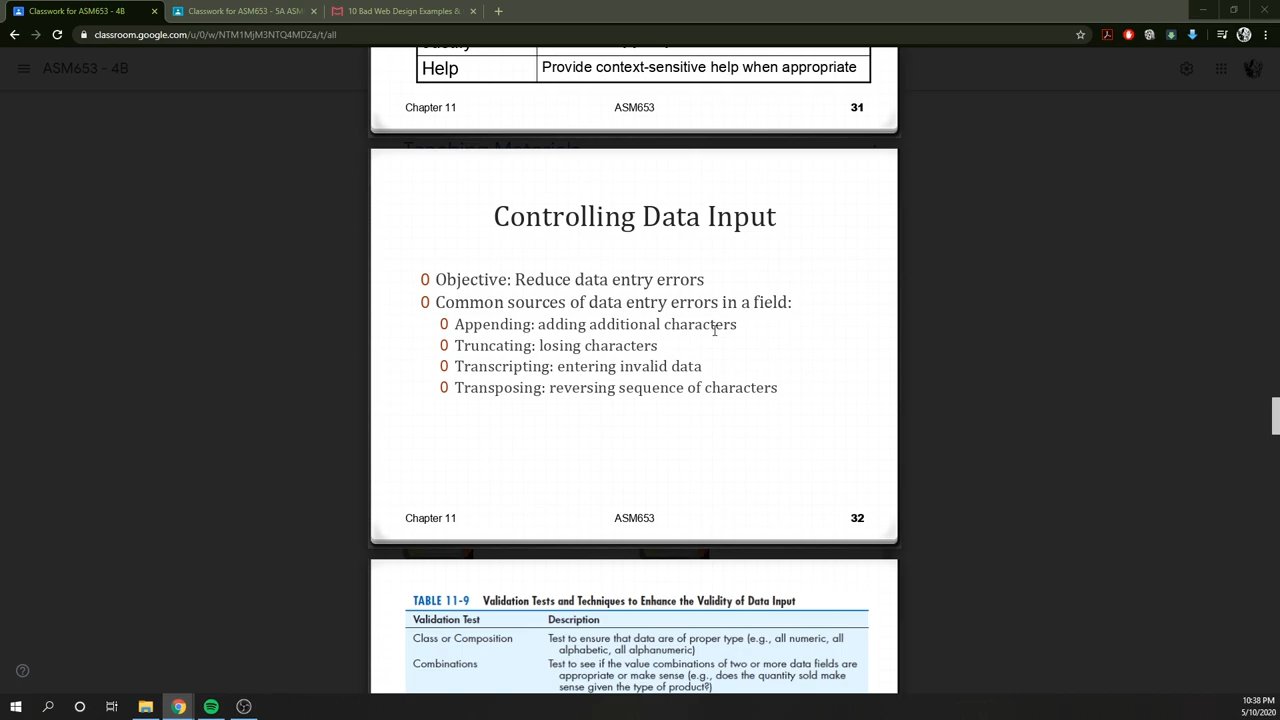 Classwork for ASM653 - 4B
Classwork for ASM653 - 5A ASM
10 Bad Web Design Examples &
classroom.google.com/u/0/w/NTM1MjM3NTQ4MDZa/t/all
ASM653 - 4B
Help Provide context-sensitive help when appropriate
Chapter 11 ASM653 31
Teaching Materials
Controlling Data Input
Objective: Reduce data entry errors
Common sources of data entry errors in a field:
Appending: adding additional characters
Truncating: losing characters
Transcripting: entering invalid data
Transposing: reversing sequence of characters
Chapter 11 ASM653 32
TABLE 11-9 Validation Tests and Techniques to Enhance the Validity of Data Input
Validation Test Description
Class or Composition Test to ensure that data are of proper type (e.g., all numeric, all
alphabetic, all alphanumeric)
Combinations Test to see if the value combinations of two or more data fields are
appropriate or make sense (e.g., does the quantity sold make
sense given the type of product?)
10:38 PM
5/10/2020